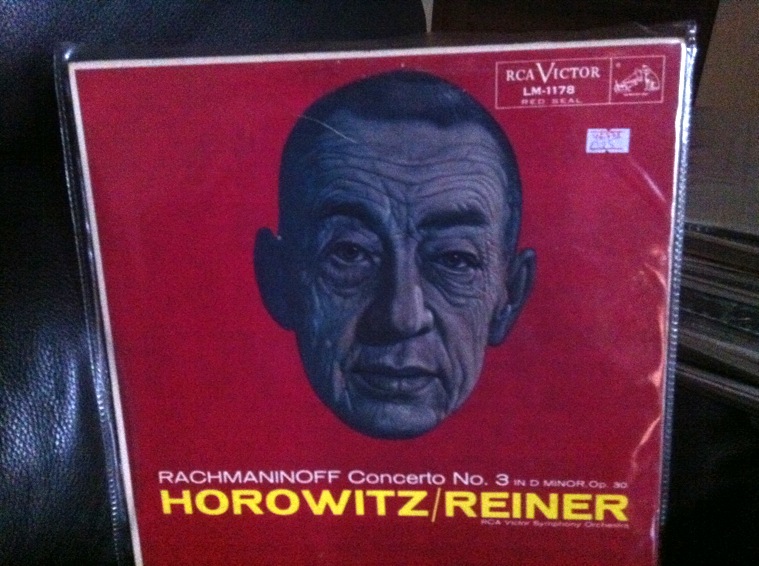 RCA VICTOR
LM-1178
RED SEAL
RACHMANINOFF Concerto No. 3 IN D MINOR, Op. 30
HOROWITZ/REINER
RCA Victor Symphony Orchestra